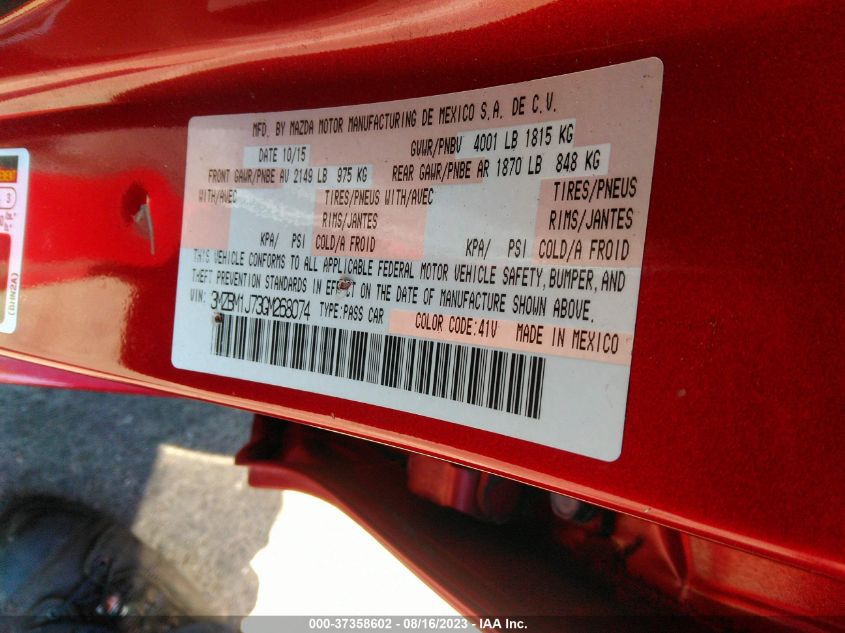 MFD. BY MAZDA MOTOR MANUFACTURING DE MEXICO S.A. DE C.V.
DATE 10/15 GVWR/PNBV 4001 LB 1815 KG
FRONT GAWR/PNBE AV 2149 LB 975 KG REAR GAWR/PNBE AR 1870 LB 848 KG
WITH/AVEC TIRES/PNEUS WITH/AVEC TIRES/PNEUS
RIMS/JANTES RIMS/JANTES
KPA/ PSI COLD/A FROID KPA/ PSI COLD/A FROID
THIS VEHICLE CONFORMS TO ALL APPLICABLE FEDERAL MOTOR VEHICLE SAFETY, BUMPER, AND
THEFT PREVENTION STANDARDS IN EFFECT ON THE DATE OF MANUFACTURE SHOWN ABOVE.
VIN: 3MZBM1J73GM268074 TYPE:PASS CAR
COLOR CODE:41V MADE IN MEXICO
(BHN2A)
000-37358602 - 08/16/2023 - IAA Inc.